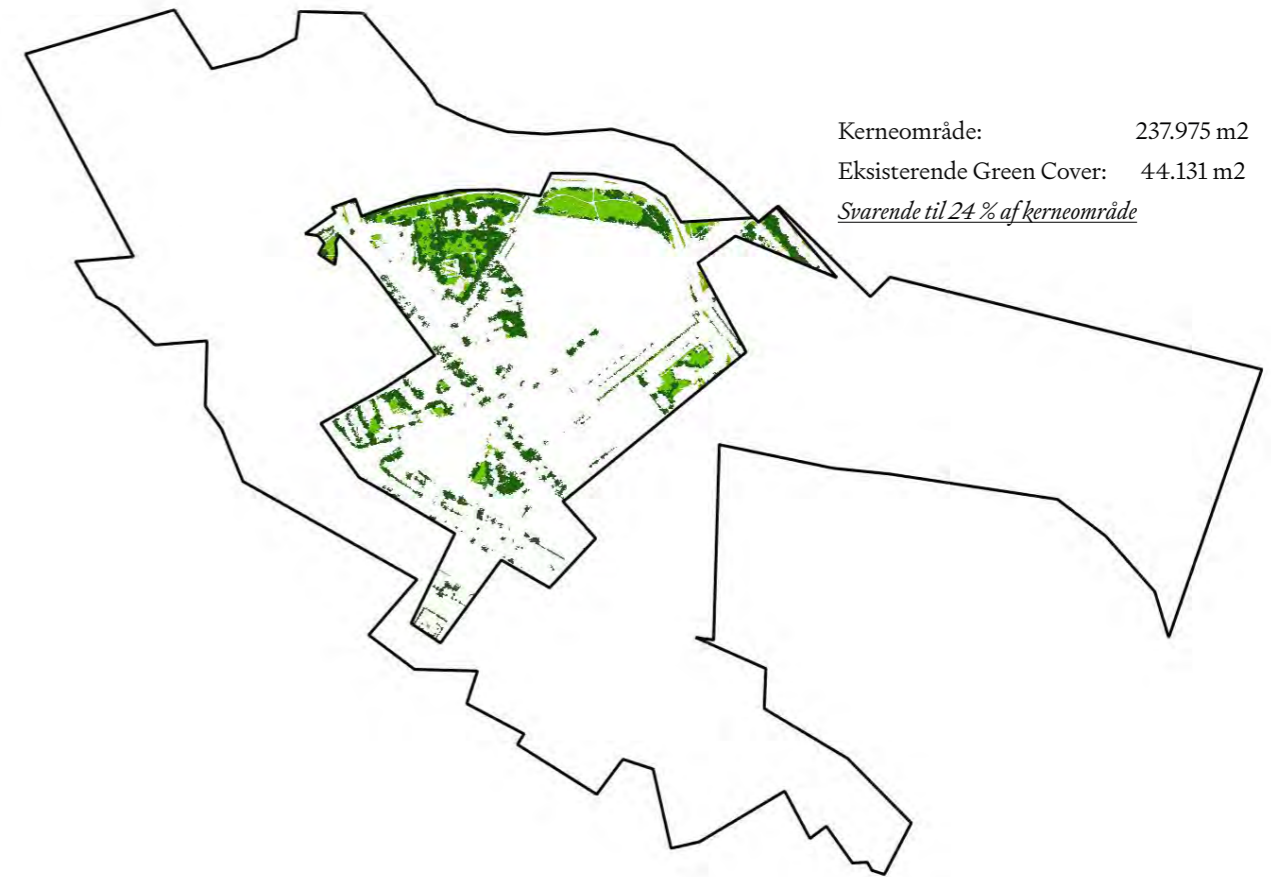 Kerneområde: 237.975 m2
Eksisterende Green Cover: 44.131 m2
Svarende til 24 % af kerneområde